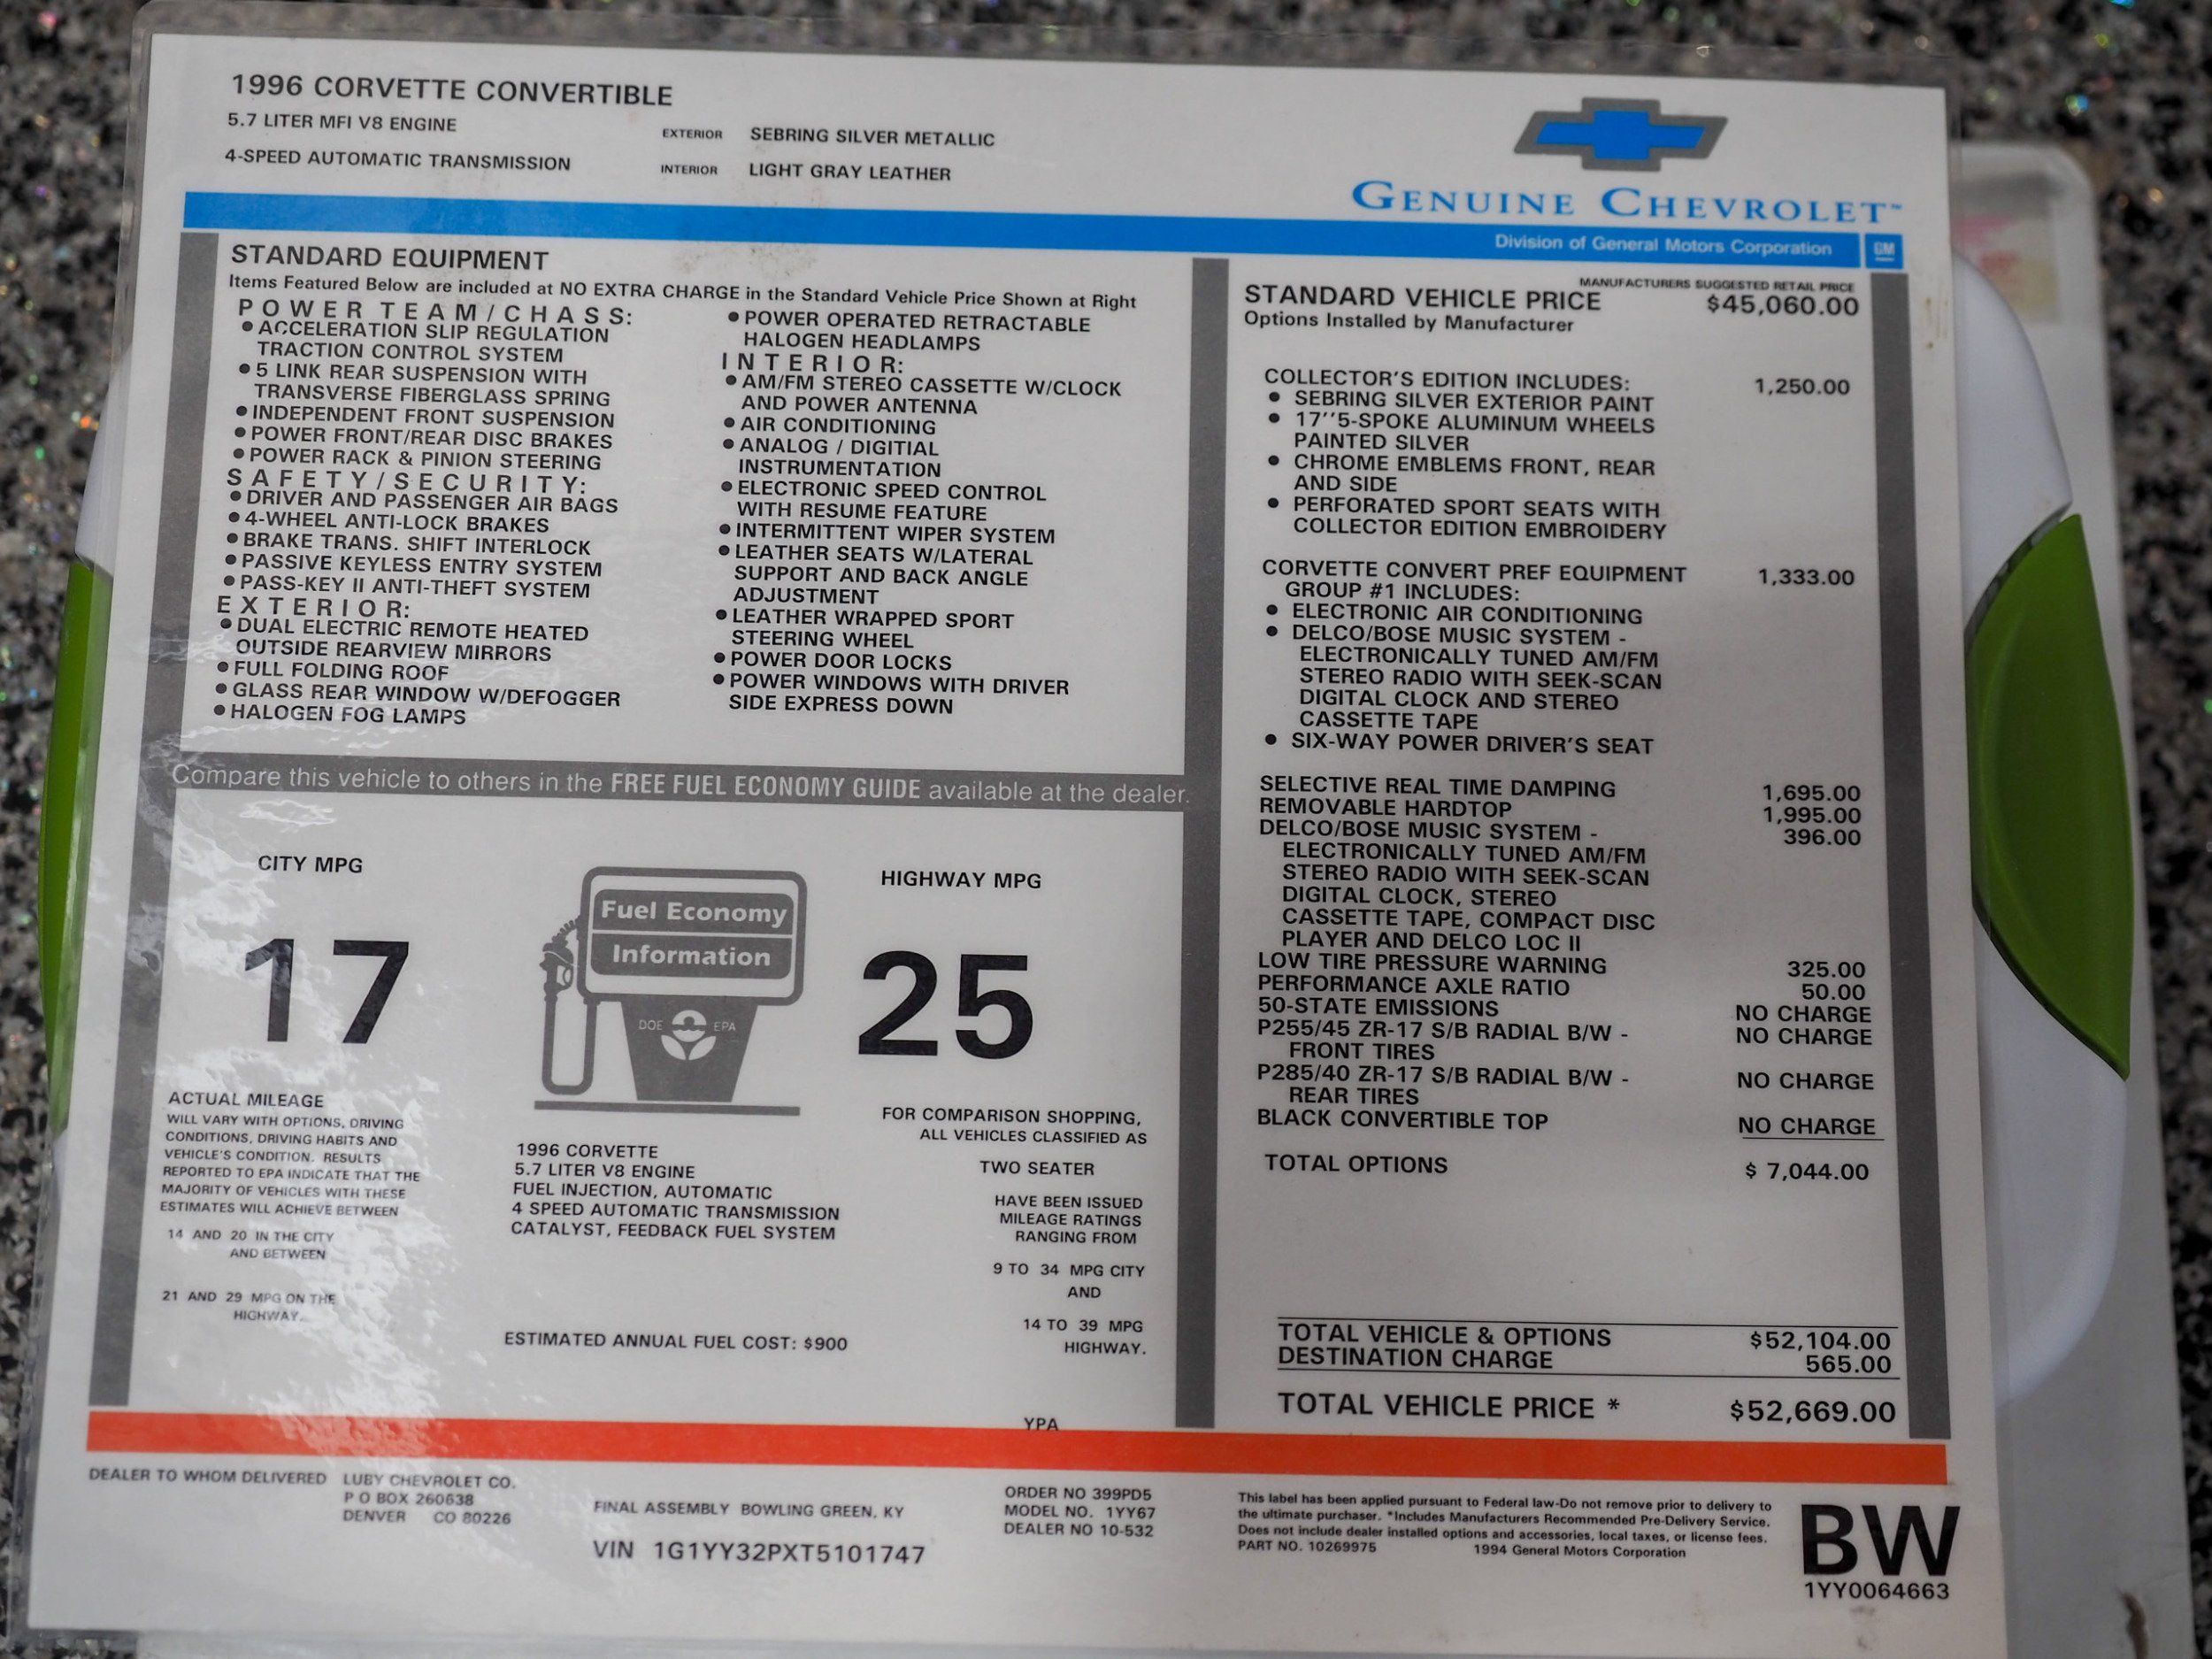 1996 CORVETTE CONVERTIBLE
5.7 LITER MFI V8 ENGINE
4-SPEED AUTOMATIC TRANSMISSION
EXTERIOR SEBRING SILVER METALLIC
INTERIOR LIGHT GRAY LEATHER
GENUINE CHEVROLET™
Division of General Motors Corporation GM
STANDARD EQUIPMENT
Items Featured Below are included at NO EXTRA CHARGE in the Standard Vehicle Price Shown at Right
POWER TEAM/CHASS:
• ACCELERATION SLIP REGULATION
TRACTION CONTROL SYSTEM
• 5 LINK REAR SUSPENSION WITH
TRANSVERSE FIBERGLASS SPRING
• INDEPENDENT FRONT SUSPENSION
• POWER FRONT/REAR DISC BRAKES
• POWER RACK & PINION STEERING
SAFETY/SECURITY:
• DRIVER AND PASSENGER AIR BAGS
• 4-WHEEL ANTI-LOCK BRAKES
• BRAKE TRANS. SHIFT INTERLOCK
• PASSIVE KEYLESS ENTRY SYSTEM
• PASS-KEY II ANTI-THEFT SYSTEM
EXTERIOR:
• DUAL ELECTRIC REMOTE HEATED
OUTSIDE REARVIEW MIRRORS
• FULL FOLDING ROOF
• GLASS REAR WINDOW W/DEFOGGER
• HALOGEN FOG LAMPS
• POWER OPERATED RETRACTABLE
HALOGEN HEADLAMPS
INTERIOR:
• AM/FM STEREO CASSETTE W/CLOCK
AND POWER ANTENNA
• AIR CONDITIONING
• ANALOG / DIGITIAL
INSTRUMENTATION
• ELECTRONIC SPEED CONTROL
WITH RESUME FEATURE
• INTERMITTENT WIPER SYSTEM
• LEATHER SEATS W/LATERAL
SUPPORT AND BACK ANGLE
ADJUSTMENT
• LEATHER WRAPPED SPORT
STEERING WHEEL
• POWER DOOR LOCKS
• POWER WINDOWS WITH DRIVER
SIDE EXPRESS DOWN
MANUFACTURERS SUGGESTED RETAIL PRICE
STANDARD VEHICLE PRICE $45,060.00
Options Installed by Manufacturer
COLLECTOR'S EDITION INCLUDES: 1,250.00
• SEBRING SILVER EXTERIOR PAINT
• 17''5-SPOKE ALUMINUM WHEELS
PAINTED SILVER
• CHROME EMBLEMS FRONT, REAR
AND SIDE
• PERFORATED SPORT SEATS WITH
COLLECTOR EDITION EMBROIDERY
CORVETTE CONVERT PREF EQUIPMENT 1,333.00
GROUP #1 INCLUDES:
• ELECTRONIC AIR CONDITIONING
• DELCO/BOSE MUSIC SYSTEM -
ELECTRONICALLY TUNED AM/FM
STEREO RADIO WITH SEEK-SCAN
DIGITAL CLOCK AND STEREO
CASSETTE TAPE
• SIX-WAY POWER DRIVER'S SEAT
SELECTIVE REAL TIME DAMPING 1,695.00
REMOVABLE HARDTOP 1,995.00
DELCO/BOSE MUSIC SYSTEM - 396.00
ELECTRONICALLY TUNED AM/FM
STEREO RADIO WITH SEEK-SCAN
DIGITAL CLOCK, STEREO
CASSETTE TAPE, COMPACT DISC
PLAYER AND DELCO LOC II
LOW TIRE PRESSURE WARNING 325.00
PERFORMANCE AXLE RATIO 50.00
50-STATE EMISSIONS NO CHARGE
P255/45 ZR-17 S/B RADIAL B/W - NO CHARGE
FRONT TIRES
P285/40 ZR-17 S/B RADIAL B/W - NO CHARGE
REAR TIRES
BLACK CONVERTIBLE TOP NO CHARGE
TOTAL OPTIONS $ 7,044.00
TOTAL VEHICLE & OPTIONS $52,104.00
DESTINATION CHARGE 565.00
TOTAL VEHICLE PRICE * $52,669.00
Compare this vehicle to others in the FREE FUEL ECONOMY GUIDE available at the dealer.
CITY MPG
17
Fuel Economy
Information
DOE EPA
HIGHWAY MPG
25
ACTUAL MILEAGE
WILL VARY WITH OPTIONS, DRIVING
CONDITIONS, DRIVING HABITS AND
VEHICLE'S CONDITION. RESULTS
REPORTED TO EPA INDICATE THAT THE
MAJORITY OF VEHICLES WITH THESE
ESTIMATES WILL ACHIEVE BETWEEN
14 AND 20 IN THE CITY
AND BETWEEN
21 AND 29 MPG ON THE
HIGHWAY.
1996 CORVETTE
5.7 LITER V8 ENGINE
FUEL INJECTION, AUTOMATIC
4 SPEED AUTOMATIC TRANSMISSION
CATALYST, FEEDBACK FUEL SYSTEM
ESTIMATED ANNUAL FUEL COST: $900
FOR COMPARISON SHOPPING,
ALL VEHICLES CLASSIFIED AS
TWO SEATER
HAVE BEEN ISSUED
MILEAGE RATINGS
RANGING FROM
9 TO 34 MPG CITY
AND
14 TO 39 MPG
HIGHWAY.
YPA
DEALER TO WHOM DELIVERED LUBY CHEVROLET CO.
P O BOX 260638
DENVER CO 80226
FINAL ASSEMBLY BOWLING GREEN, KY
VIN 1G1YY32PXT5101747
ORDER NO 399PD5
MODEL NO. 1YY67
DEALER NO 10-532
This label has been applied pursuant to Federal law-Do not remove prior to delivery to
the ultimate purchaser. *Includes Manufacturers Recommended Pre-Delivery Service.
Does not include dealer installed options and accessories, local taxes, or license fees.
PART NO. 10269975 1994 General Motors Corporation
BW
1YY0064663